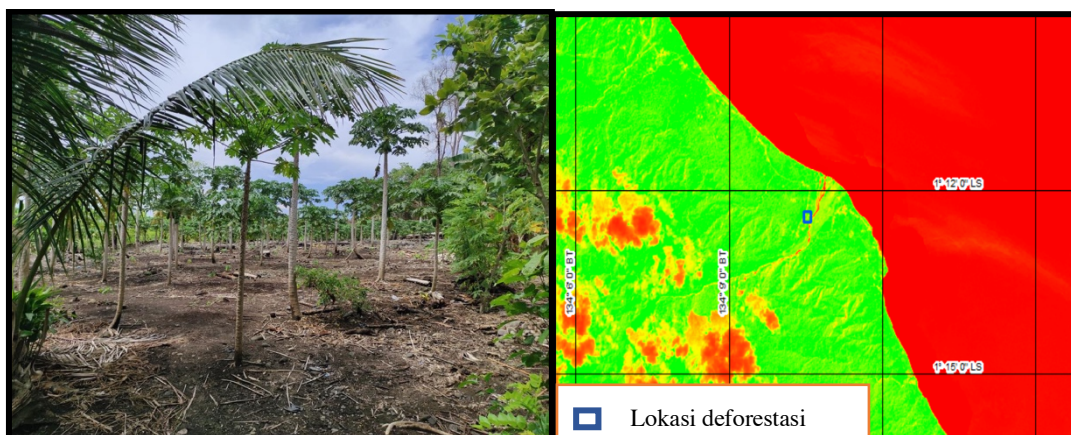 1° 12' 0" LS
134° 6' 0" BT
134° 9' 0" BT
1° 15' 0" LS
Lokasi deforestasi